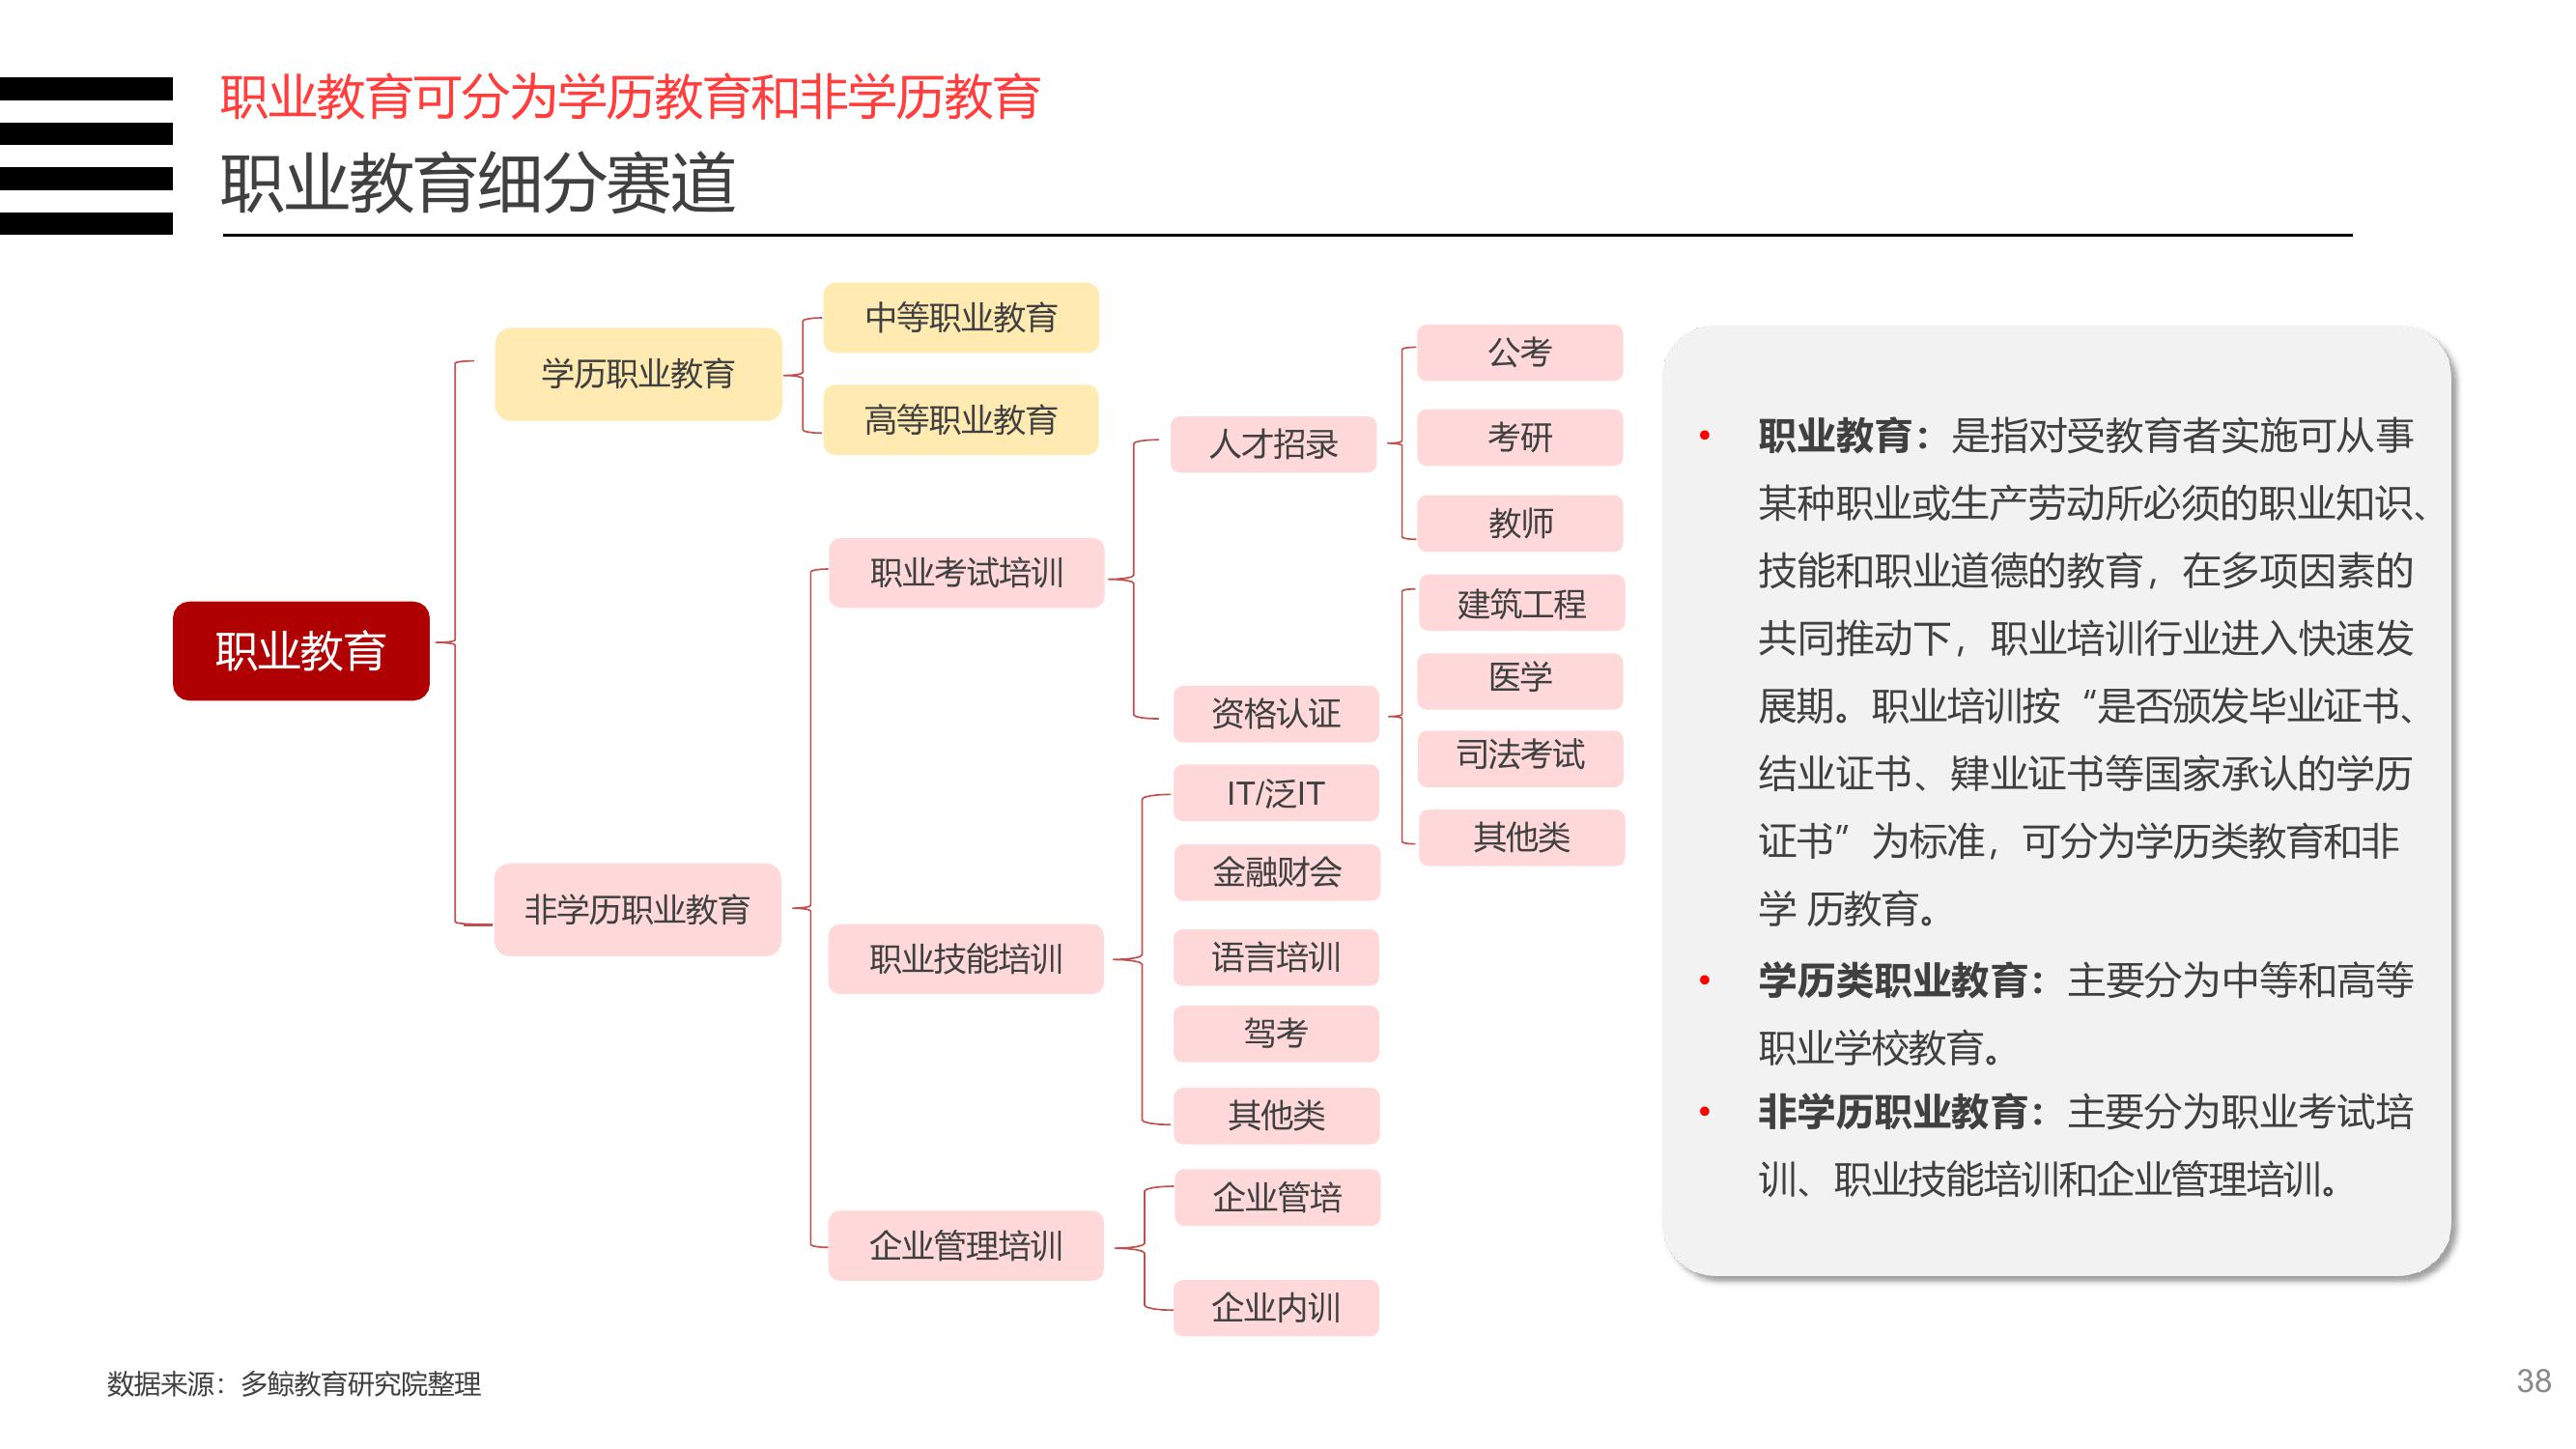 职业教育可分为学历教育和非学历教育
职业教育细分赛道
职业教育
学历职业教育
中等职业教育
高等职业教育
非学历职业教育
职业考试培训
人才招录
公考
考研
教师
资格认证
建筑工程
医学
司法考试
其他类
职业技能培训
IT/泛IT
金融财会
语言培训
驾考
其他类
企业管理培训
企业管培
企业内训
• 职业教育：是指对受教育者实施可从事
某种职业或生产劳动所必须的职业知识、
技能和职业道德的教育，在多项因素的
共同推动下，职业培训行业进入快速发
展期。职业培训按“是否颁发毕业证书、
结业证书、肄业证书等国家承认的学历
证书”为标准，可分为学历类教育和非
学 历教育。
• 学历类职业教育：主要分为中等和高等
职业学校教育。
• 非学历职业教育：主要分为职业考试培
训、职业技能培训和企业管理培训。
数据来源：多鲸教育研究院整理
38